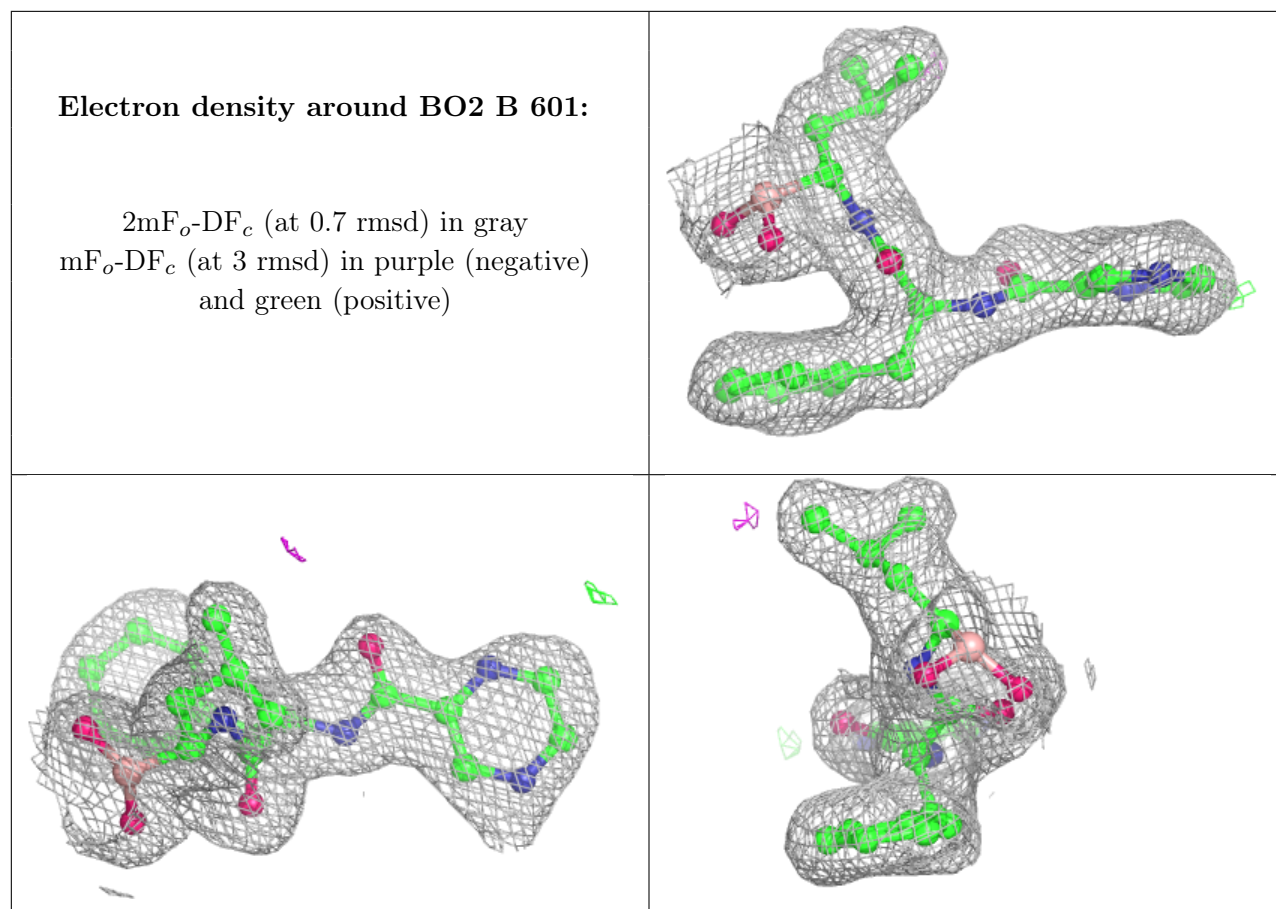 Electron density around BO2 B 601:
2mFo-DFc (at 0.7 rmsd) in gray
mFo-DFc (at 3 rmsd) in purple (negative)
and green (positive)